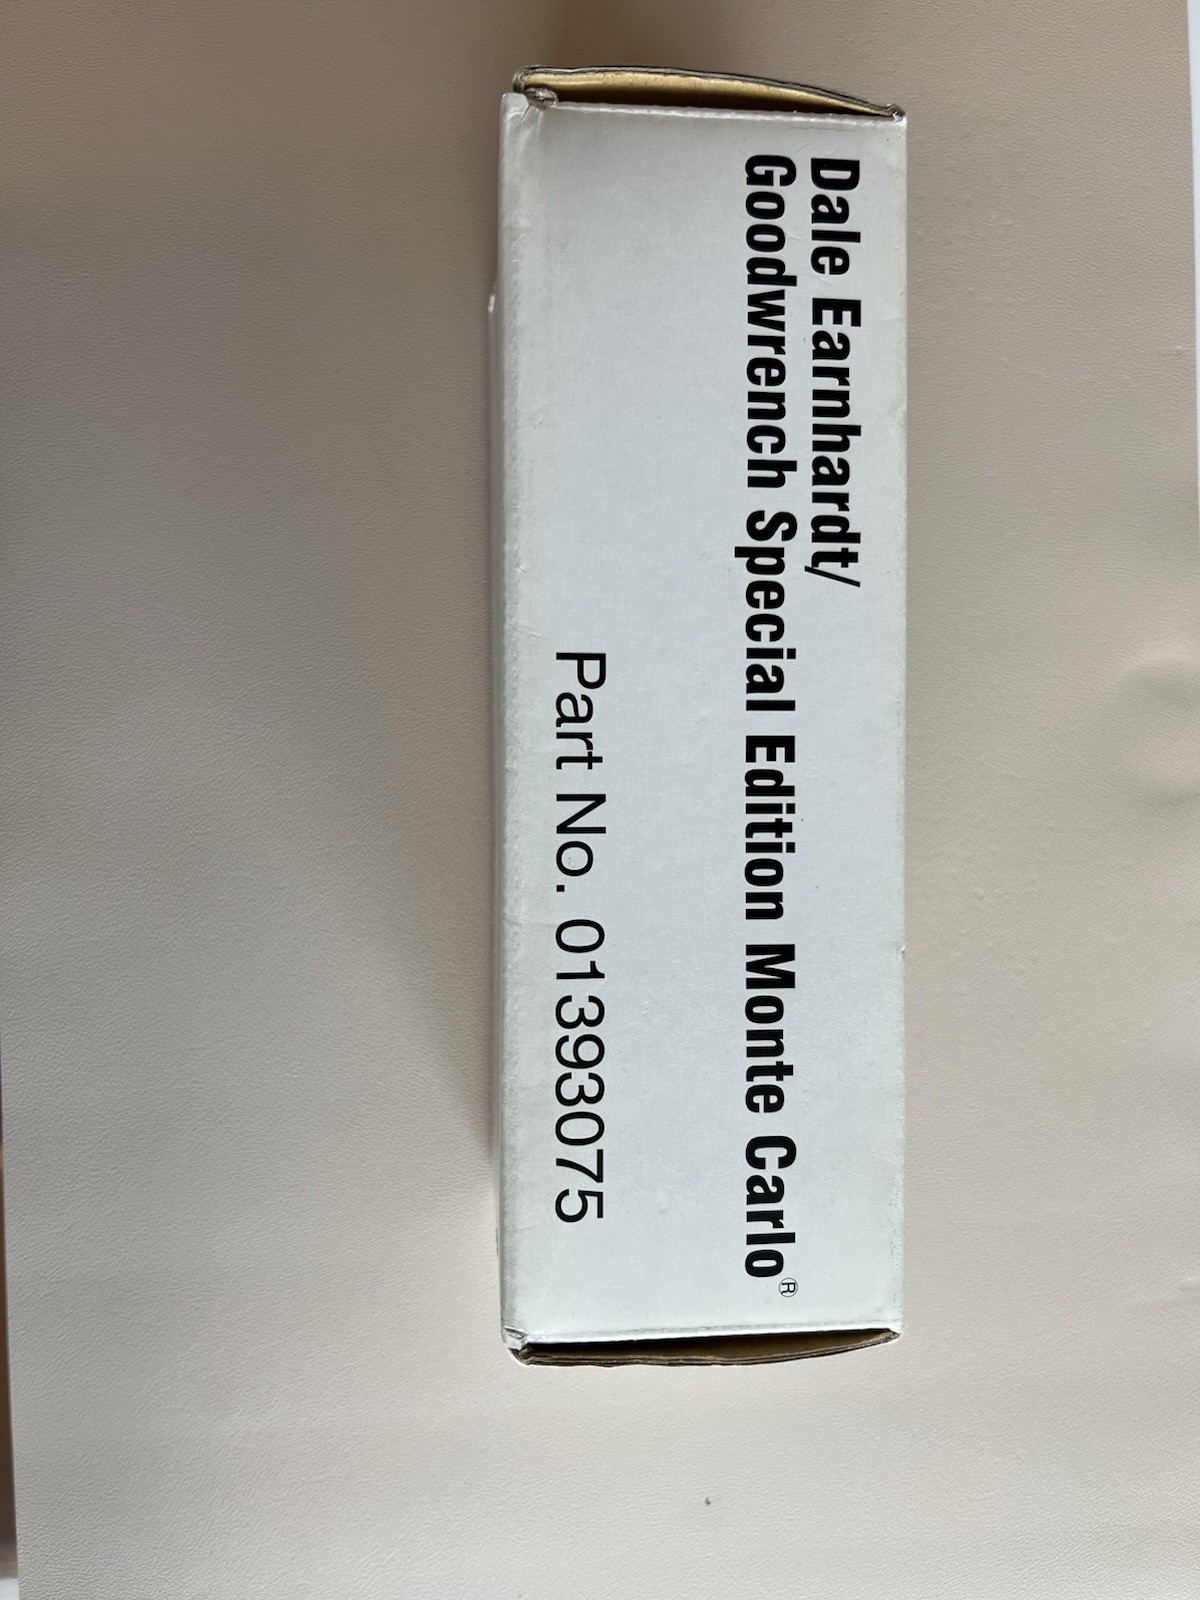 Dale Earnhardt/
Goodwrench Special Edition Monte Carlo®
Part No. 01393075